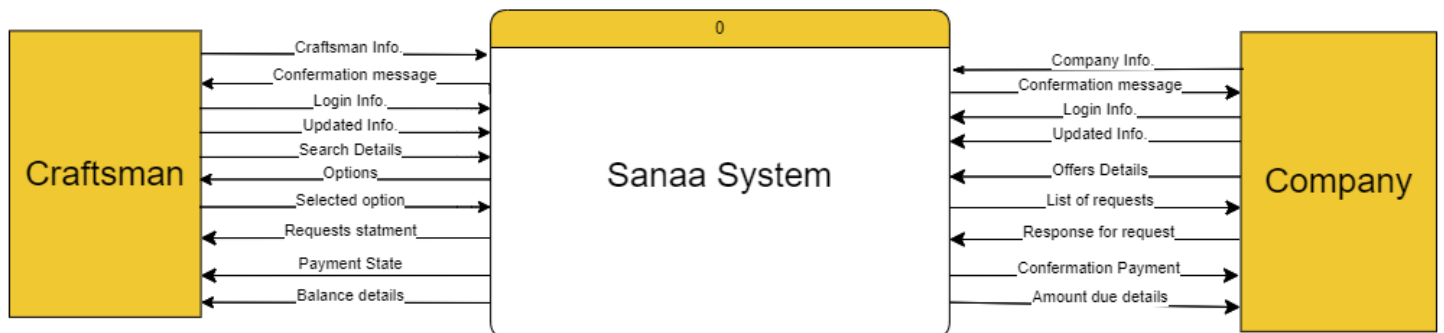 0
Craftsman
Craftsman Info.
Confermation message
Login Info.
Updated Info.
Search Details
Options
Selected option
Requests statment
Payment State
Balance details
Sanaa System
Company Info.
Confermation message
Login Info.
Updated Info.
Offers Details
List of requests
Response for request
Confermation Payment
Amount due details
Company